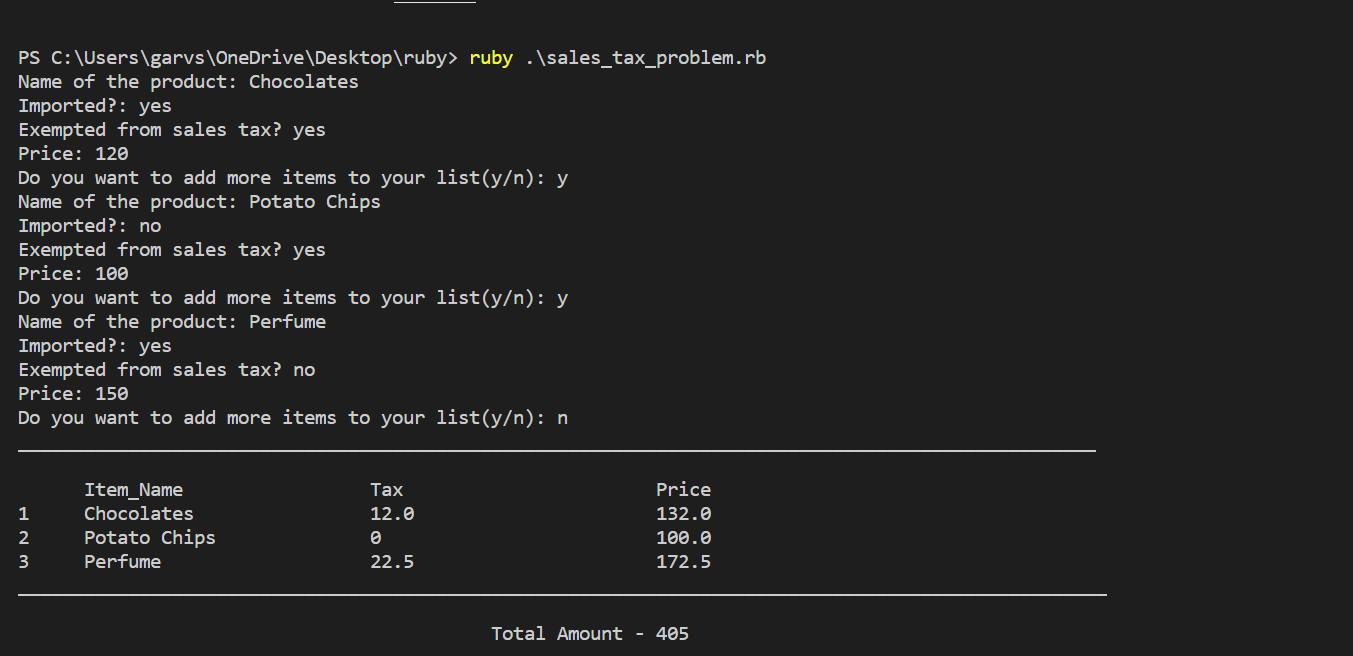 PS C:\Users\garvs\OneDrive\Desktop\ruby> ruby .\sales_tax_problem.rb
Name of the product: Chocolates
Imported?: yes
Exempted from sales tax? yes
Price: 120
Do you want to add more items to your list(y/n): y
Name of the product: Potato Chips
Imported?: no
Exempted from sales tax? yes
Price: 100
Do you want to add more items to your list(y/n): y
Name of the product: Perfume
Imported?: yes
Exempted from sales tax? no
Price: 150
Do you want to add more items to your list(y/n): n
Item_Name Tax Price
1 Chocolates 12.0 132.0
2 Potato Chips 0 100.0
3 Perfume 22.5 172.5
Total Amount - 405